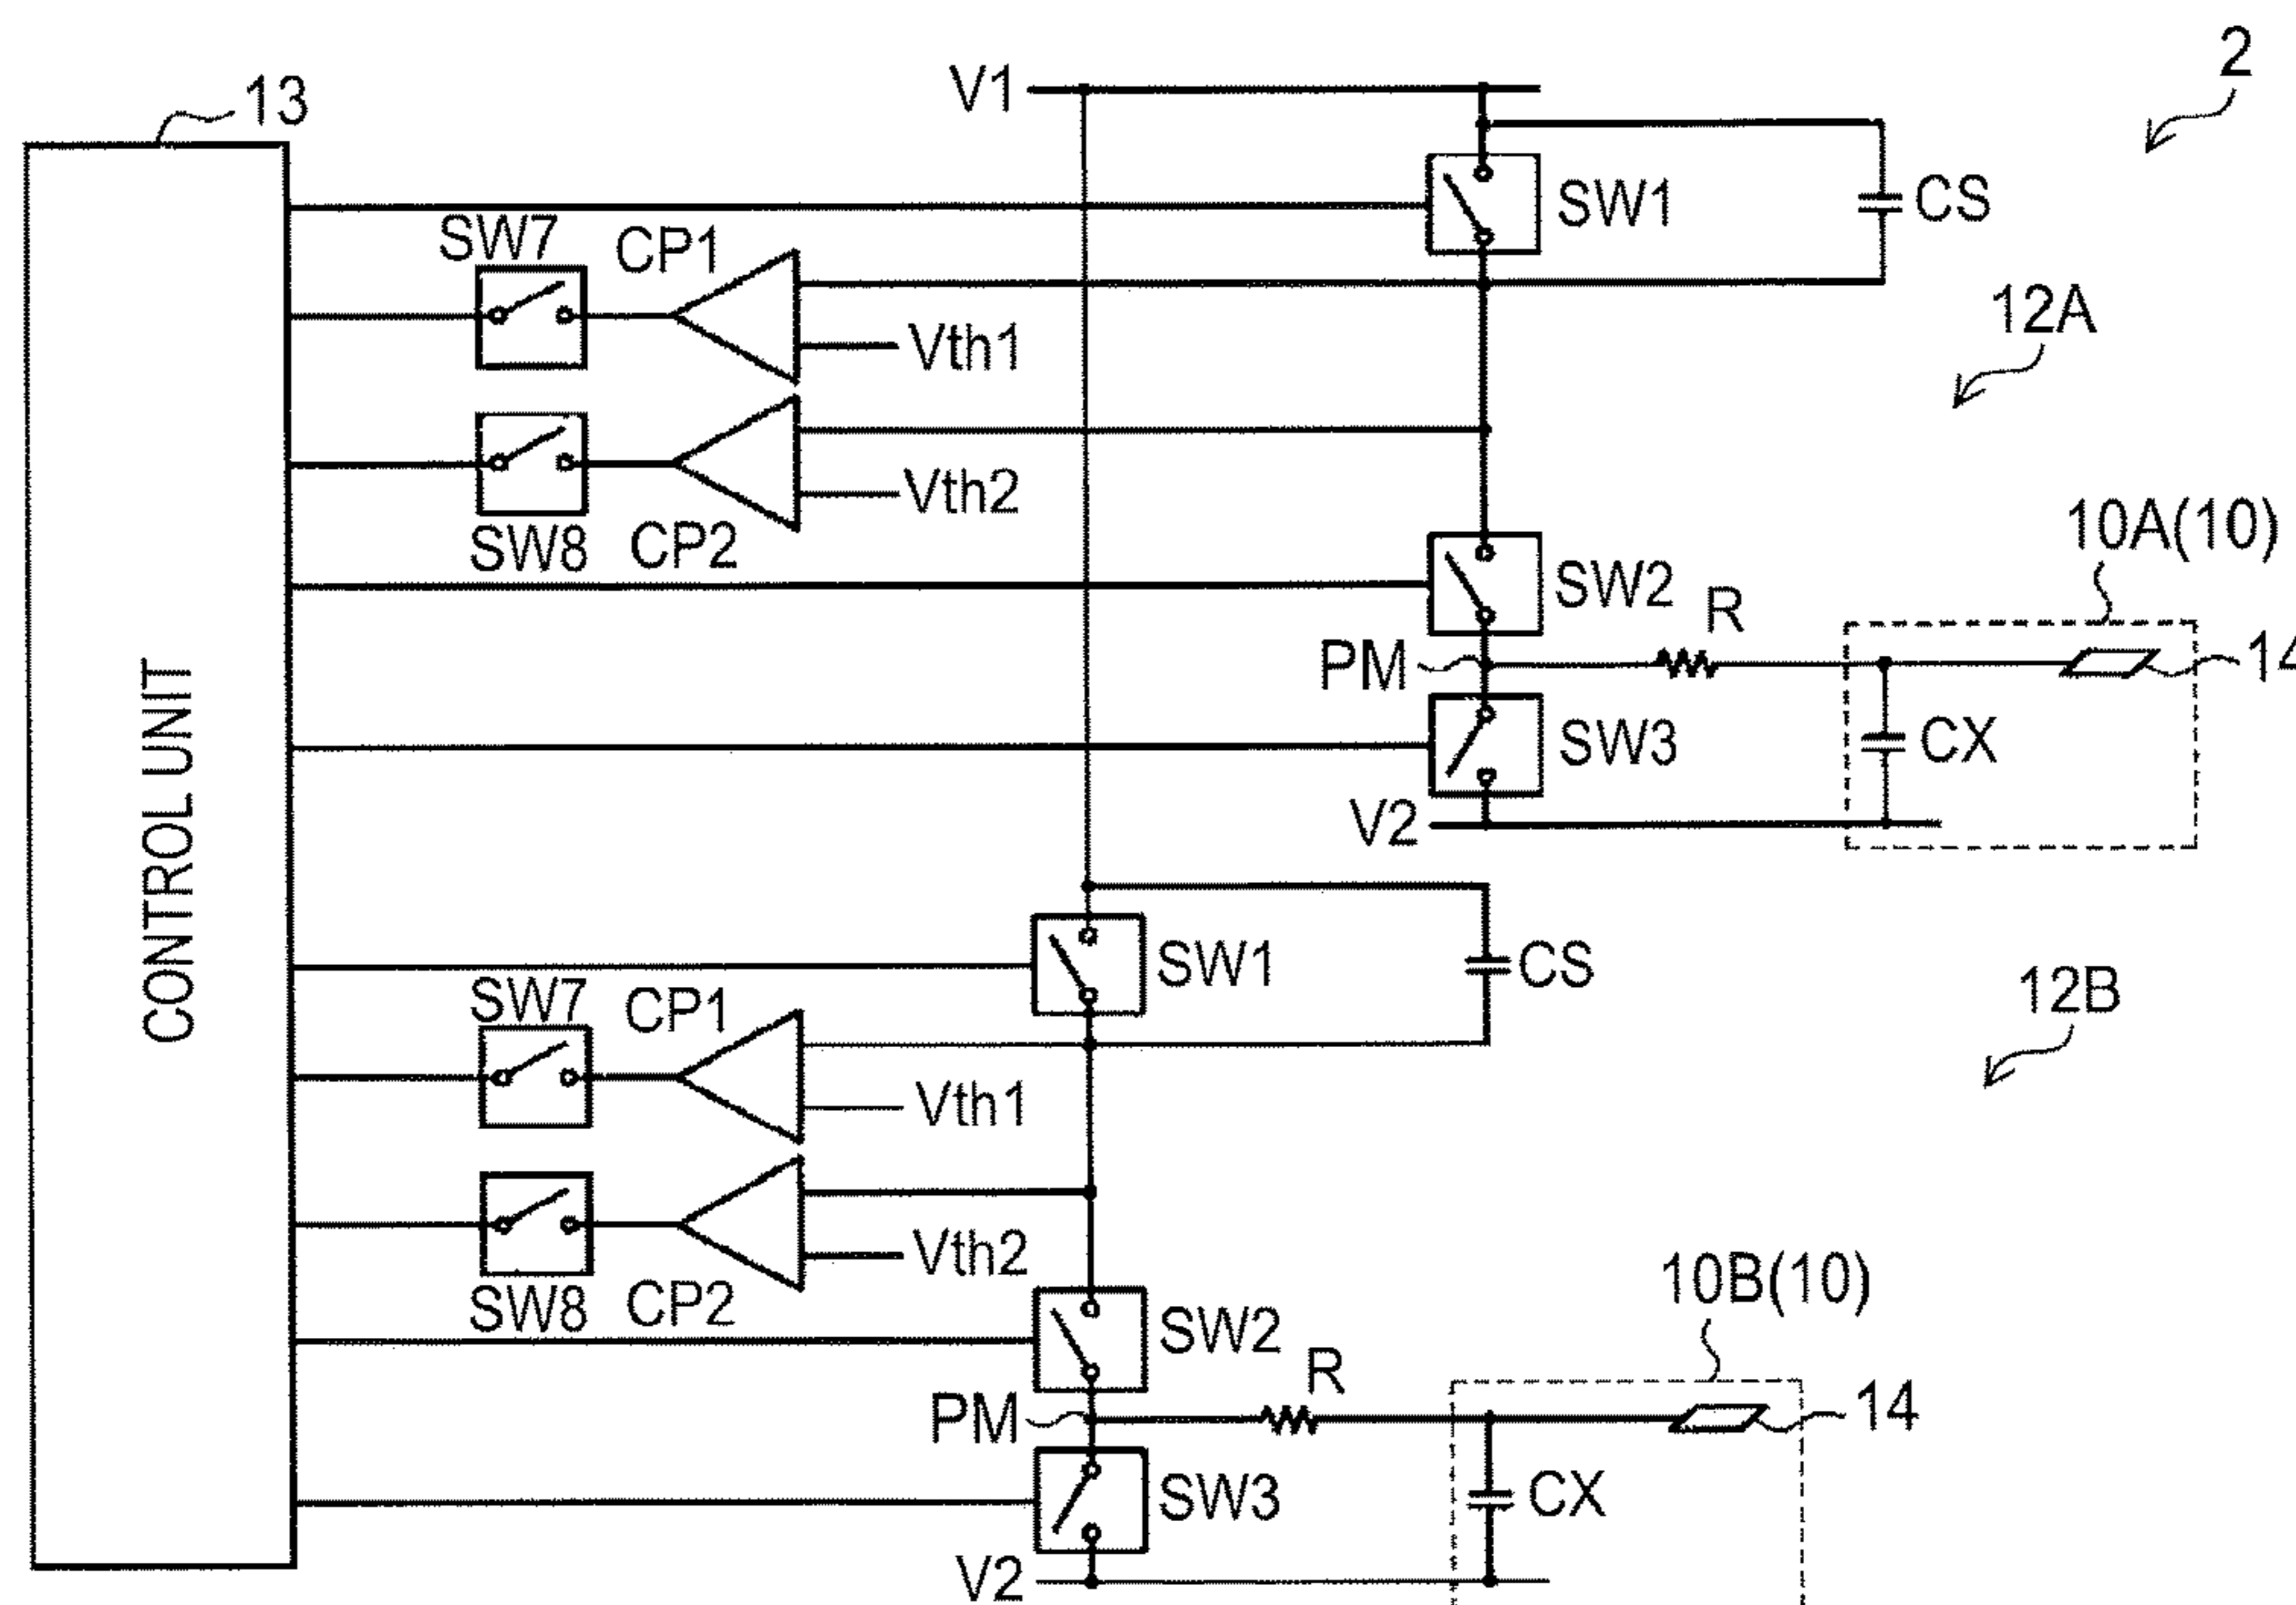 2
13
V1
SW1
CS
SW7
CP1
Vth1
12A
SW8
CP2
Vth2
10A(10)
SW2
R
PM
14
SW3
CX
V2
CONTROL UNIT
SW1
CS
SW7
CP1
Vth1
12B
SW8
CP2
Vth2
10B(10)
SW2
R
PM
14
SW3
CX
V2